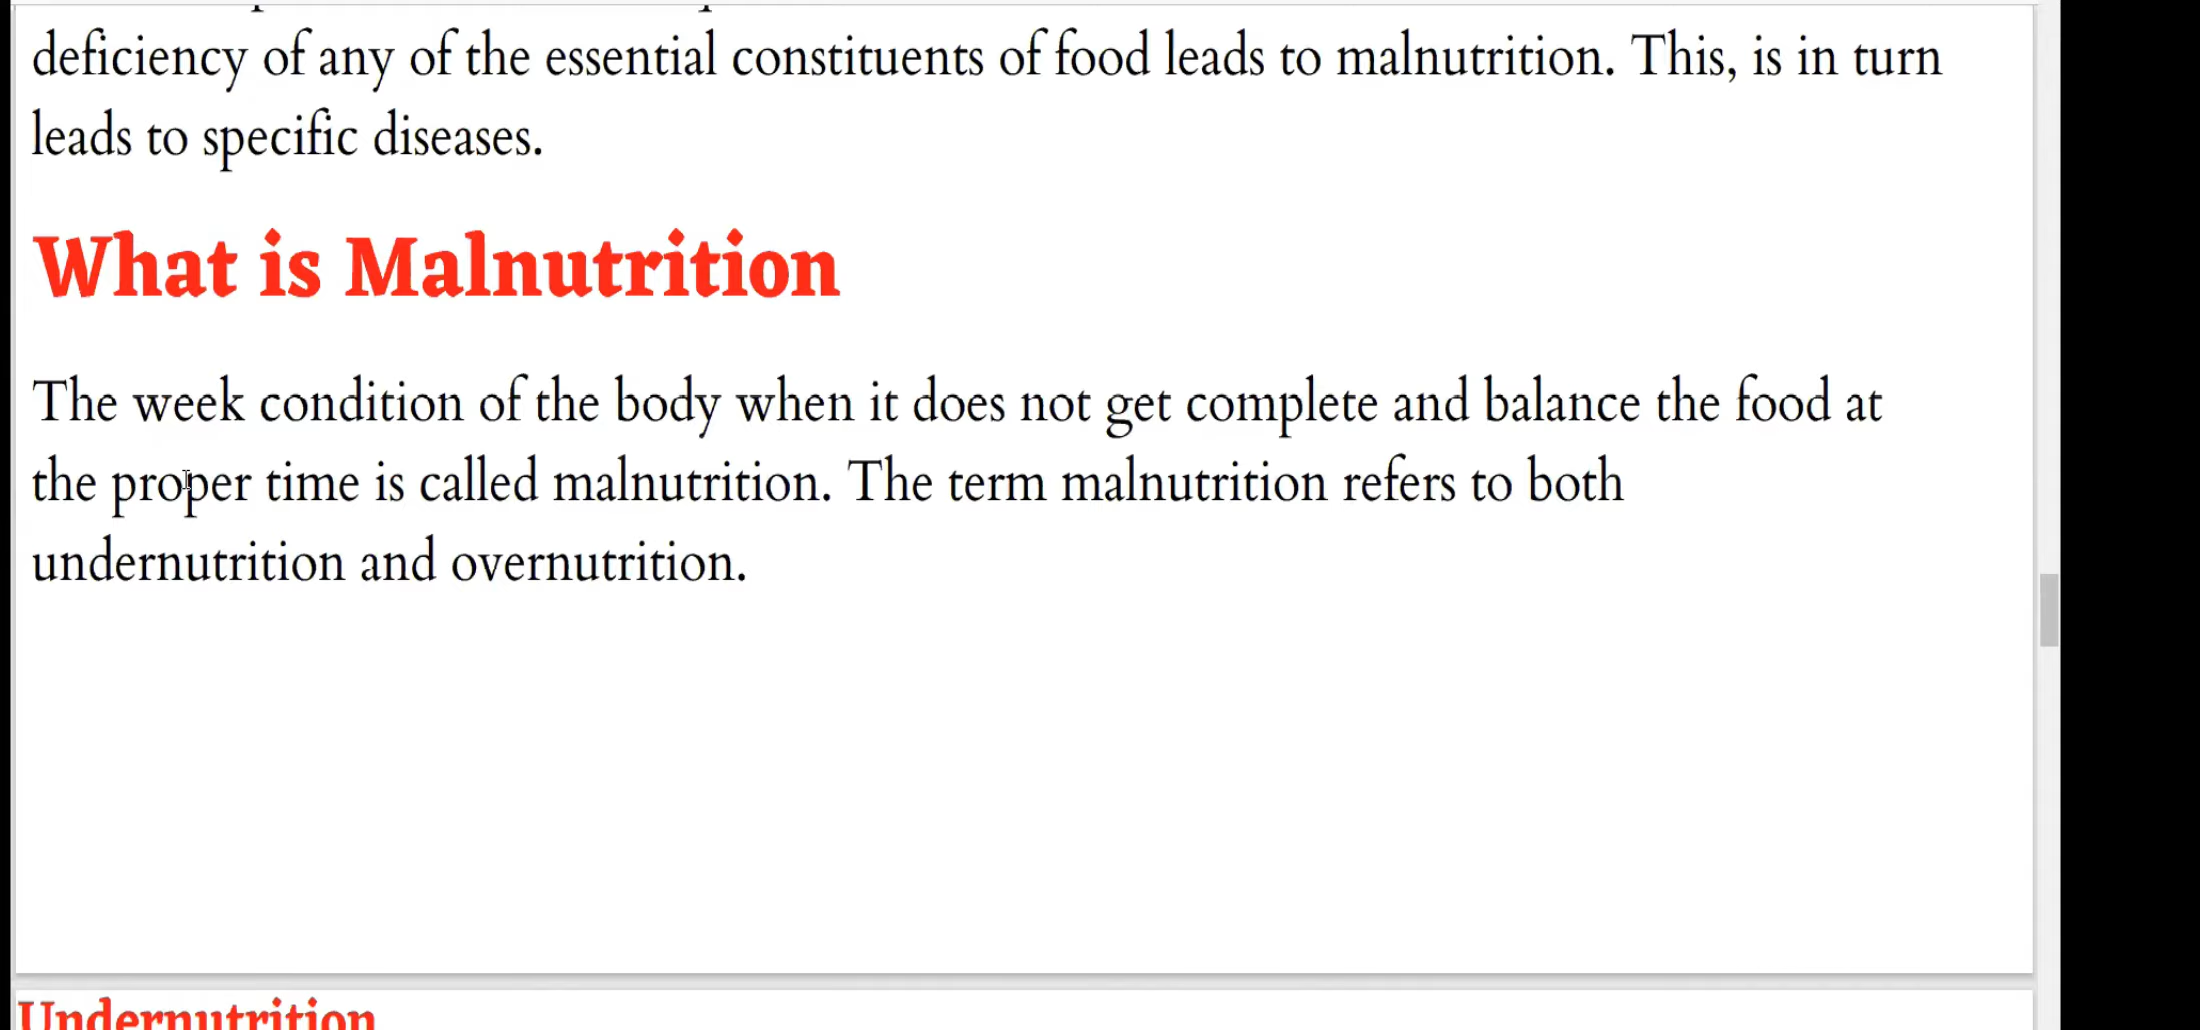 deficiency of any of the essential constituents of food leads to malnutrition. This, is in turn
leads to specific diseases.
What is Malnutrition
The week condition of the body when it does not get complete and balance the food at
the proper time is called malnutrition. The term malnutrition refers to both
undernutrition and overnutrition.
Undernutrition